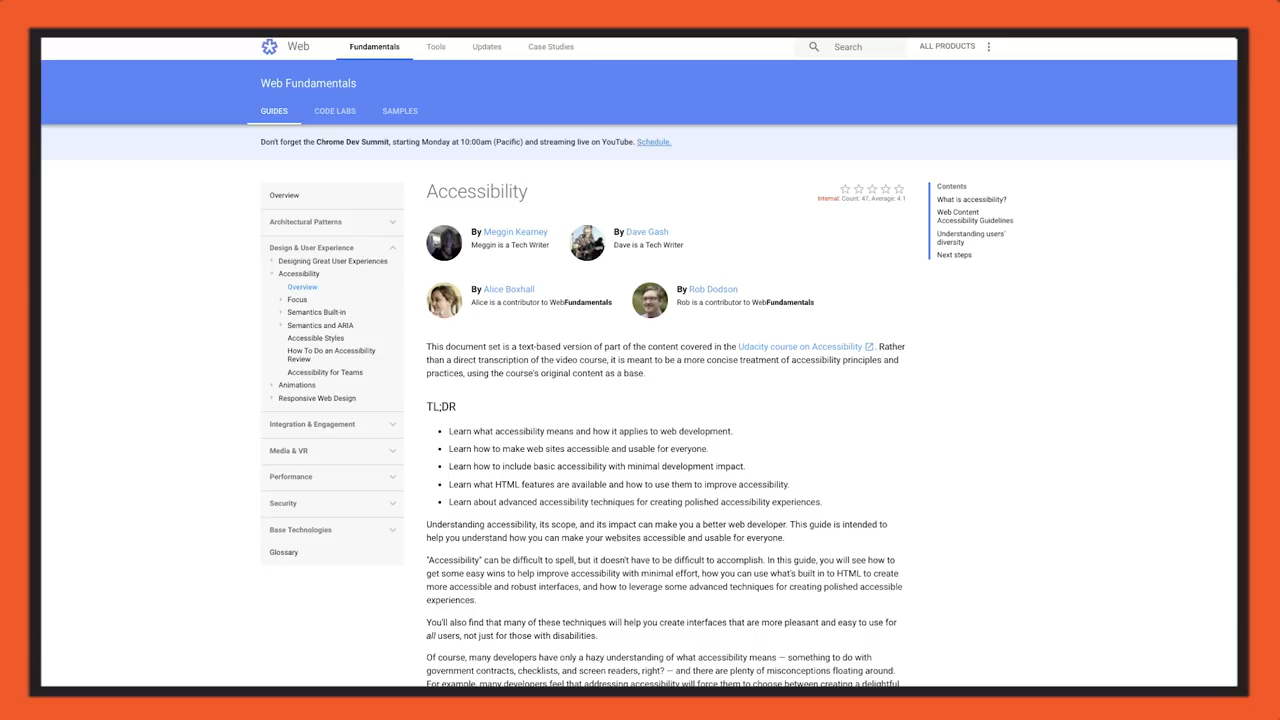 Web
Fundamentals
Tools
Updates
Case Studies
Search
ALL PRODUCTS
Web Fundamentals
GUIDES
CODE LABS
SAMPLES
Don't forget the Chrome Dev Summit, starting Monday at 10:00am (Pacific) and streaming live on YouTube. Schedule.
Overview
Architectural Patterns
Design & User Experience
Designing Great User Experiences
Accessibility
Overview
Focus
Semantics Built-in
Semantics and ARIA
Accessible Styles
How To Do an Accessibility
Review
Accessibility for Teams
Animations
Responsive Web Design
Integration & Engagement
Media & VR
Performance
Security
Base Technologies
Glossary
Accessibility
Internal: Count: 47, Average: 4.1
By Meggin Kearney
Meggin is a Tech Writer
By Dave Gash
Dave is a Tech Writer
By Alice Boxhall
Alice is a contributor to WebFundamentals
By Rob Dodson
Rob is a contributor to WebFundamentals
This document set is a text-based version of part of the content covered in the Udacity course on Accessibility. Rather
than a direct transcription of the video course, it is meant to be a more concise treatment of accessibility principles and
practices, using the course's original content as a base.
TL;DR
• Learn what accessibility means and how it applies to web development.
• Learn how to make web sites accessible and usable for everyone.
• Learn how to include basic accessibility with minimal development impact.
• Learn what HTML features are available and how to use them to improve accessibility.
• Learn about advanced accessibility techniques for creating polished accessibility experiences.
Understanding accessibility, its scope, and its impact can make you a better web developer. This guide is intended to
help you understand how you can make your websites accessible and usable for everyone.
"Accessibility" can be difficult to spell, but it doesn't have to be difficult to accomplish. In this guide, you will see how to
get some easy wins to help improve accessibility with minimal effort, how you can use what's built in to HTML to create
more accessible and robust interfaces, and how to leverage some advanced techniques for creating polished accessible
experiences.
You'll also find that many of these techniques will help you create interfaces that are more pleasant and easy to use for
all users, not just for those with disabilities.
Of course, many developers have only a hazy understanding of what accessibility means — something to do with
government contracts, checklists, and screen readers, right? — and there are plenty of misconceptions floating around.
For example, many developers feel that addressing accessibility will force them to choose between creating a delightful
Contents
What is accessibility?
Web Content
Accessibility Guidelines
Understanding users'
diversity
Next steps